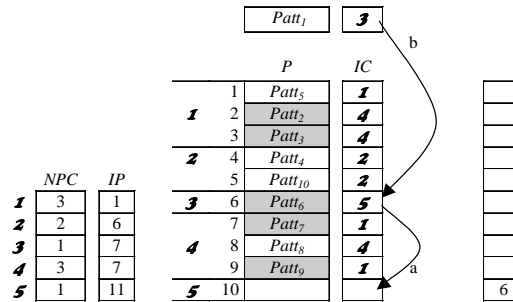 Patt1 3
b
P IC
1 Patt5 1
1 2 Patt2 4
3 Patt3 4
2 4 Patt4 2
NPC IP 5 Patt10 2
1 3 1 3 6 Patt6 5
2 2 6 7 Patt7 1
3 1 7 4 8 Patt8 4
4 3 7 9 Patt9 1 a
5 1 11 5 10 6